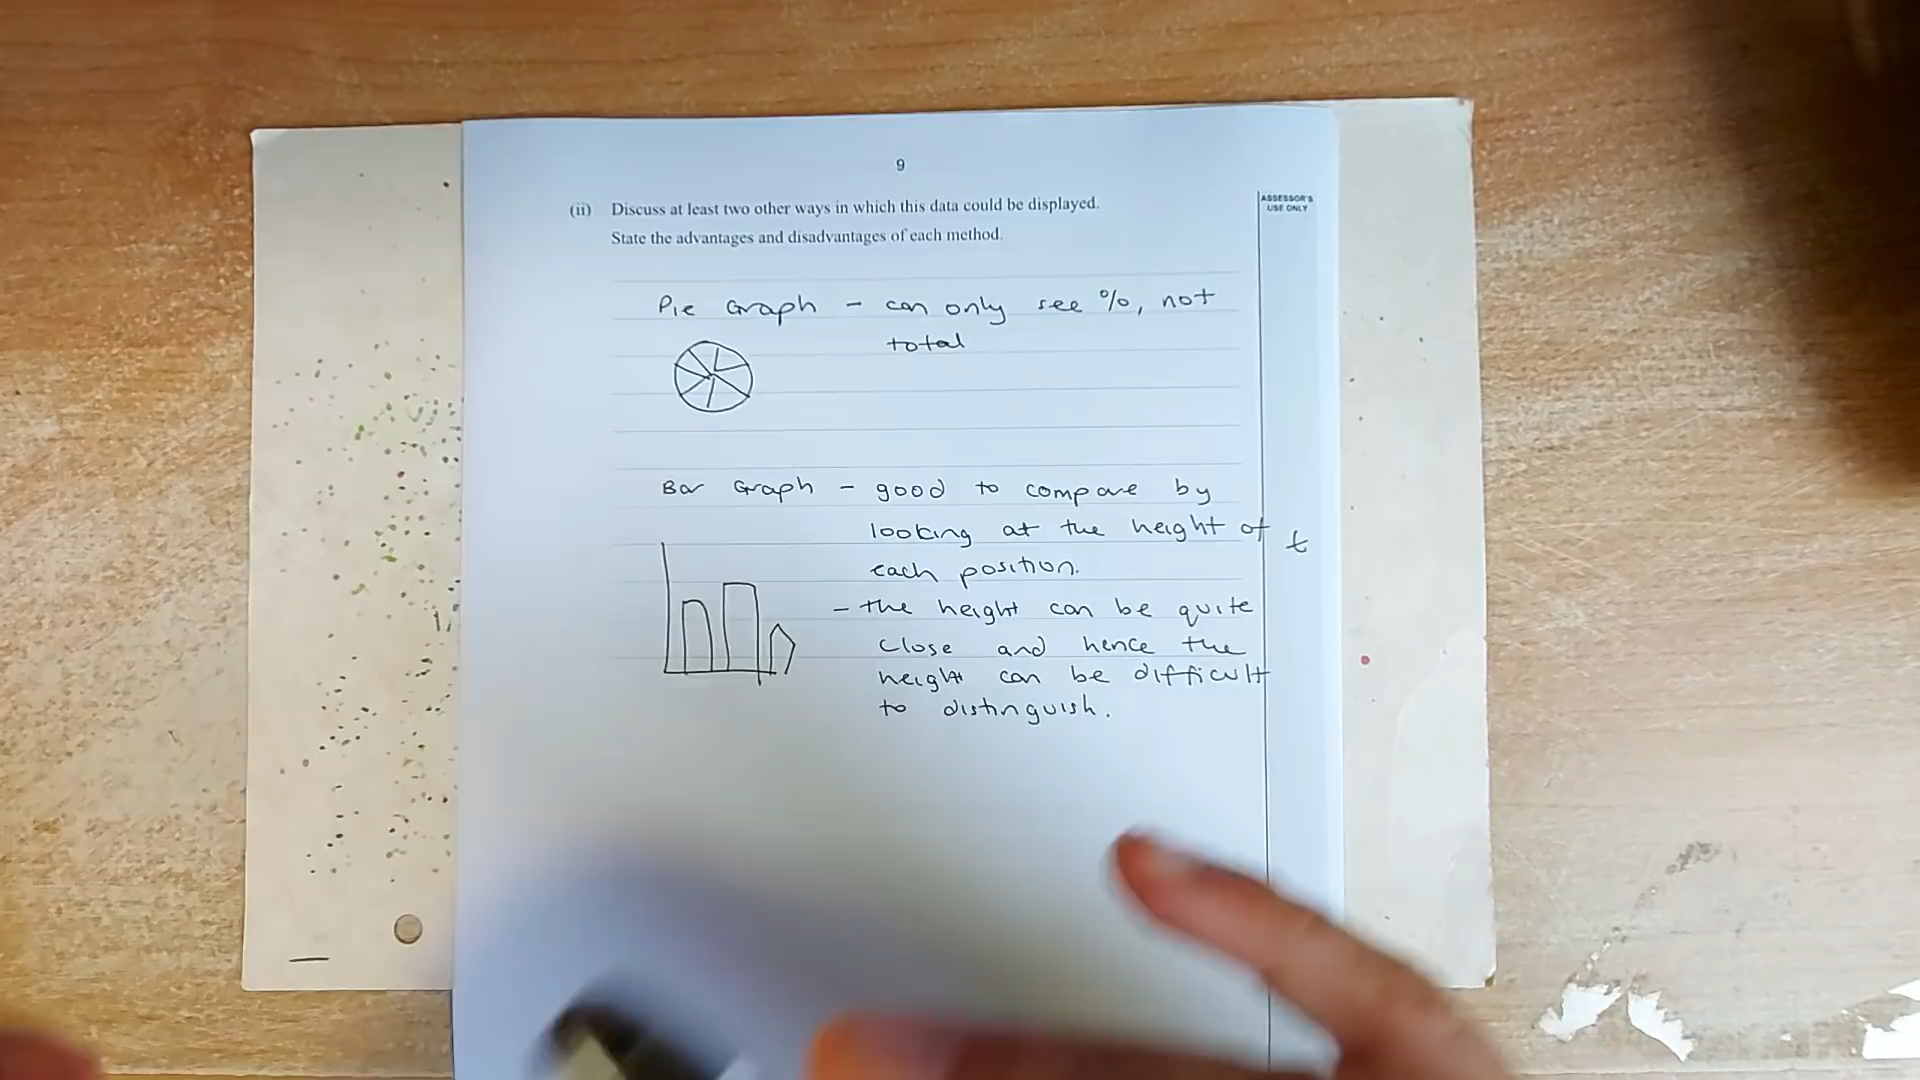 9
(ii) Discuss at least two other ways in which this data could be displayed.
State the advantages and disadvantages of each method.
ASSESSOR'S
USE ONLY
Pie Graph - can only see %, not
total
Bar Graph - good to compare by
looking at the height of
t
each position.
- the height can be quite
close and hence the
height can be difficult
to distinguish.